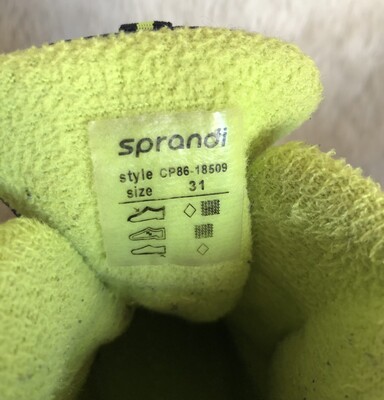 sprandi
style CP86-18509
size 31